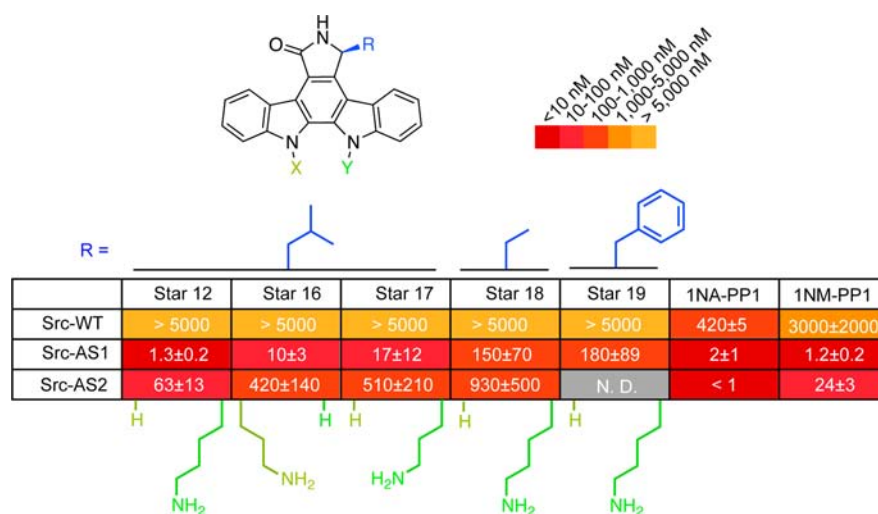 H
N
R
O
N N
X Y
<10 nM
10-100 nM
100-1,000 nM
1,000-5,000 nM
> 5,000 nM
R =
Star 12 Star 16 Star 17 Star 18 Star 19 1NA-PP1 1NM-PP1
Src-WT > 5000 > 5000 > 5000 > 5000 > 5000 420±5 3000±2000
Src-AS1 1.3±0.2 10±3 17±12 150±70 180±89 2±1 1.2±0.2
Src-AS2 63±13 420±140 510±210 930±500 N. D. < 1 24±3
H H H H H
NH2 NH2 H2N NH2 NH2